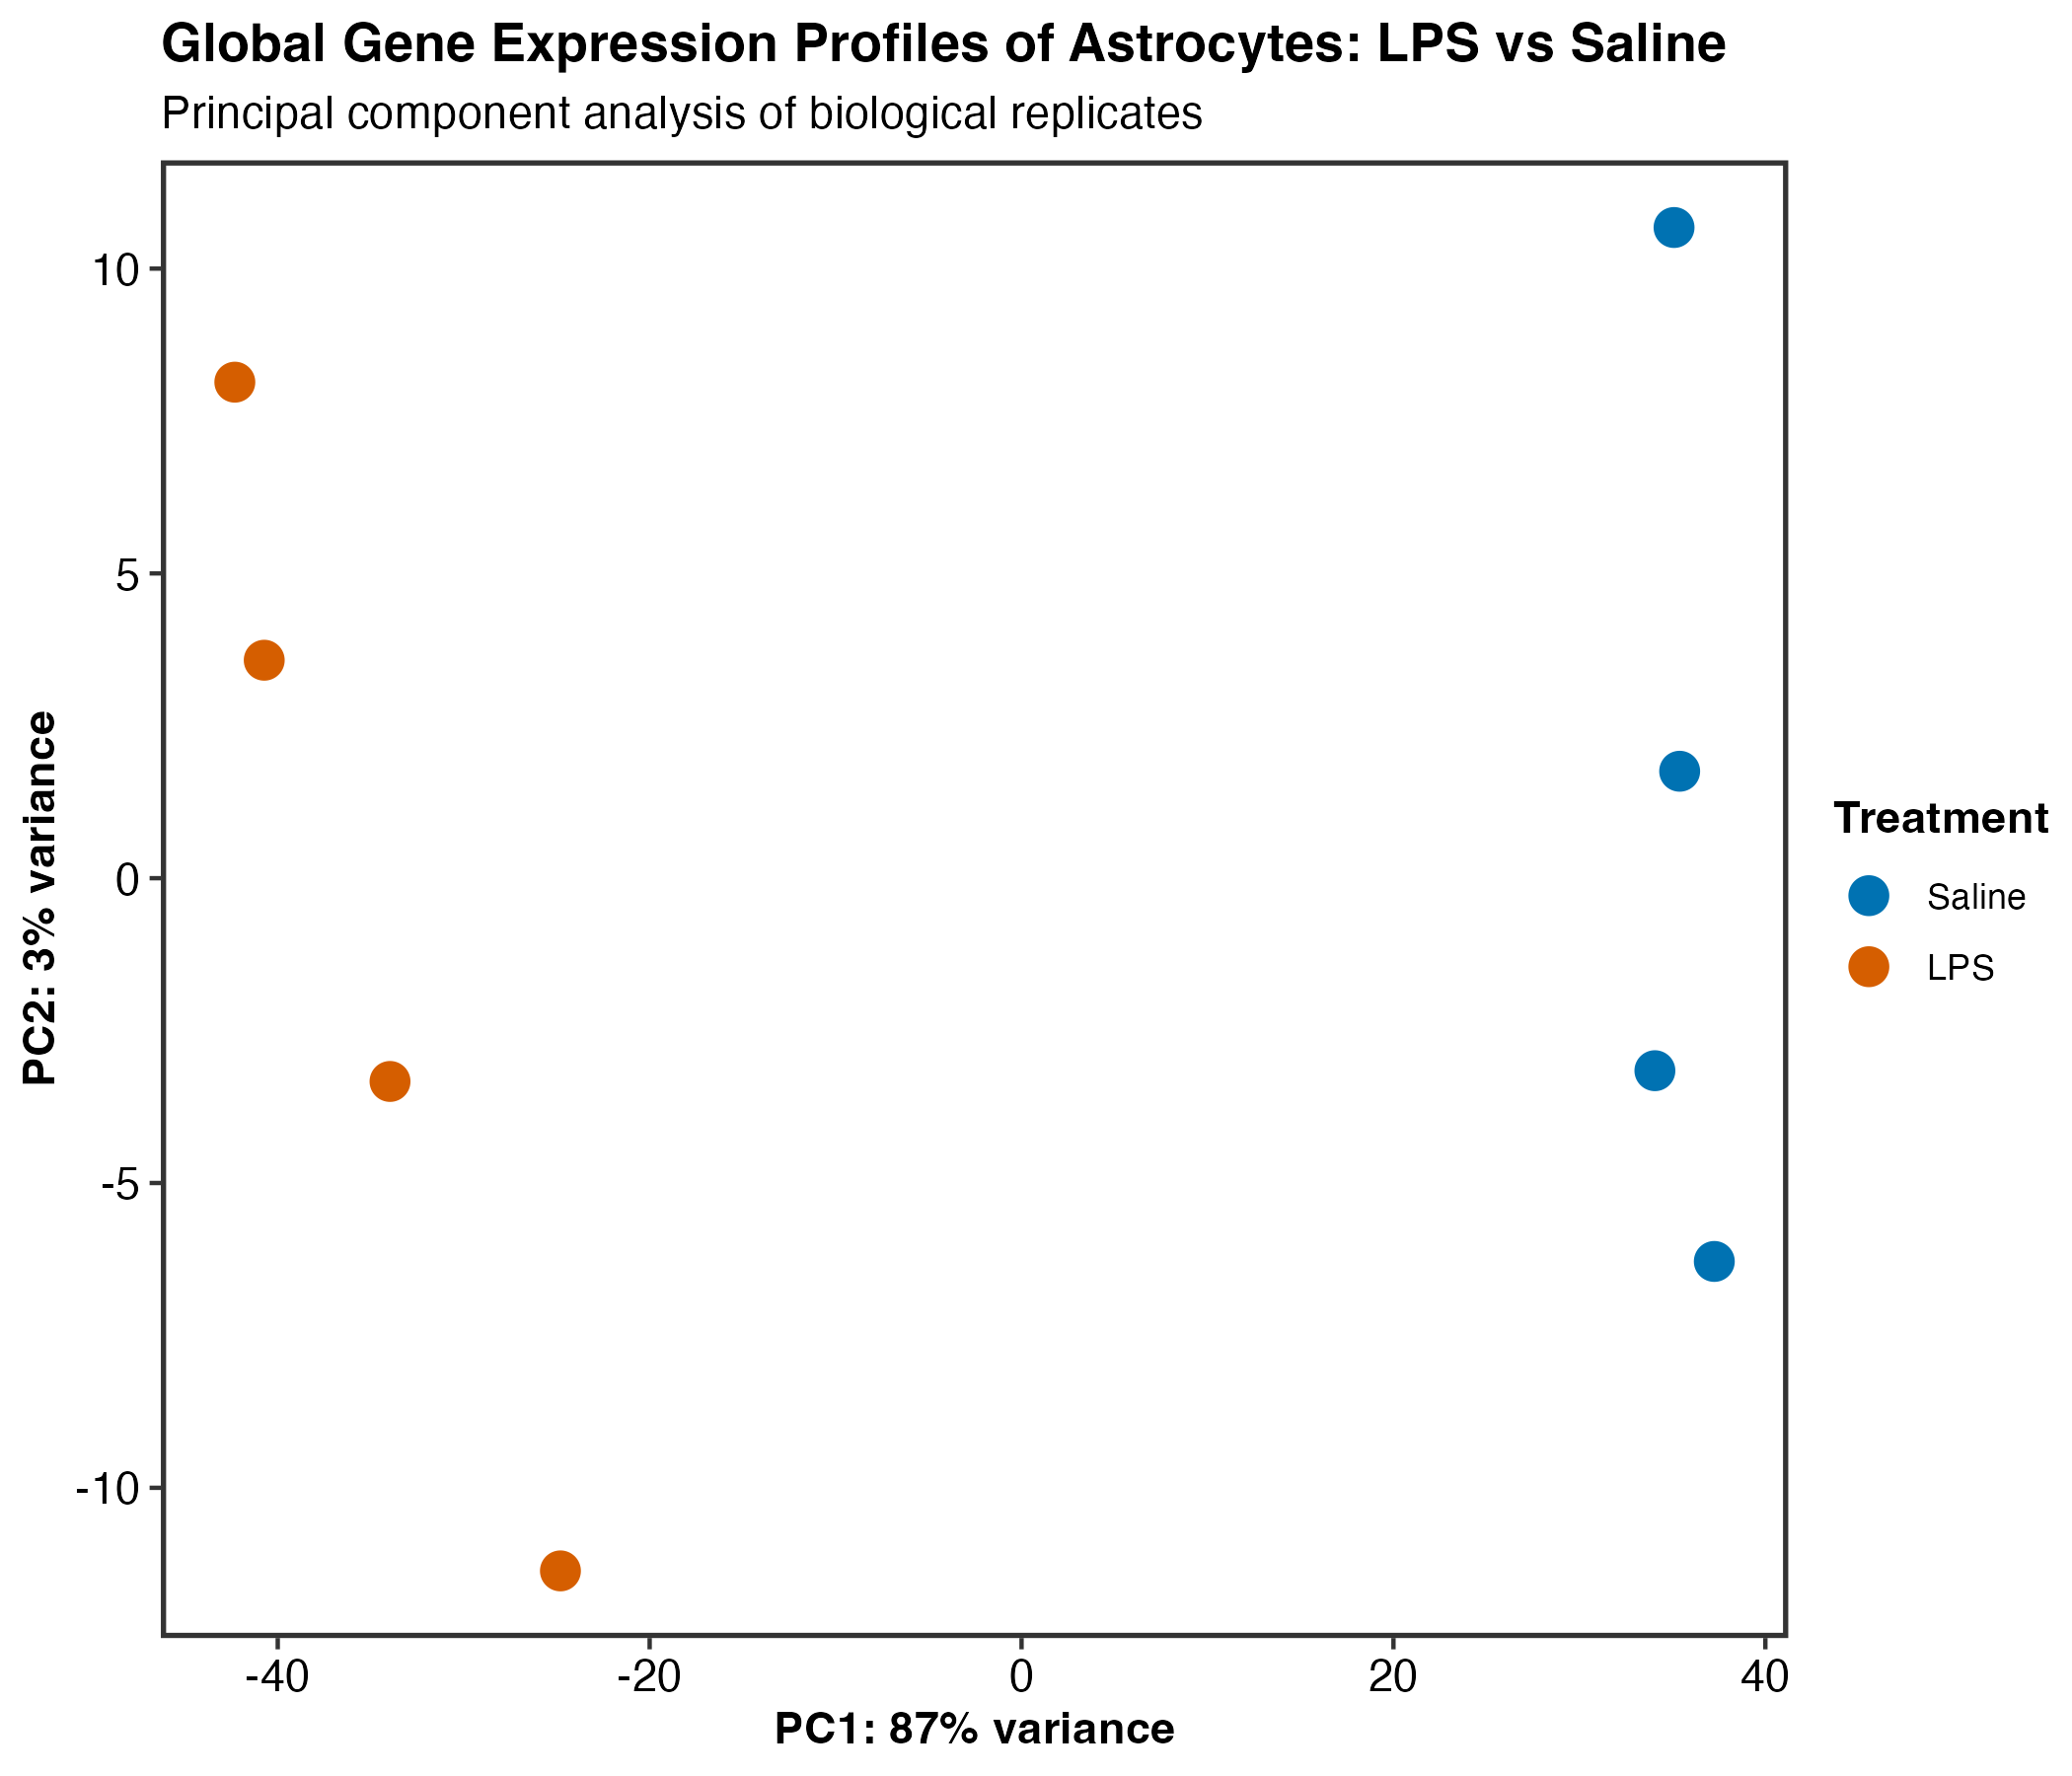 Global Gene Expression Profiles of Astrocytes: LPS vs Saline
Principal component analysis of biological replicates
10
5
0
-5
-10
PC2: 3% variance
-40
-20
0
20
40
PC1: 87% variance
Treatment
Saline
LPS